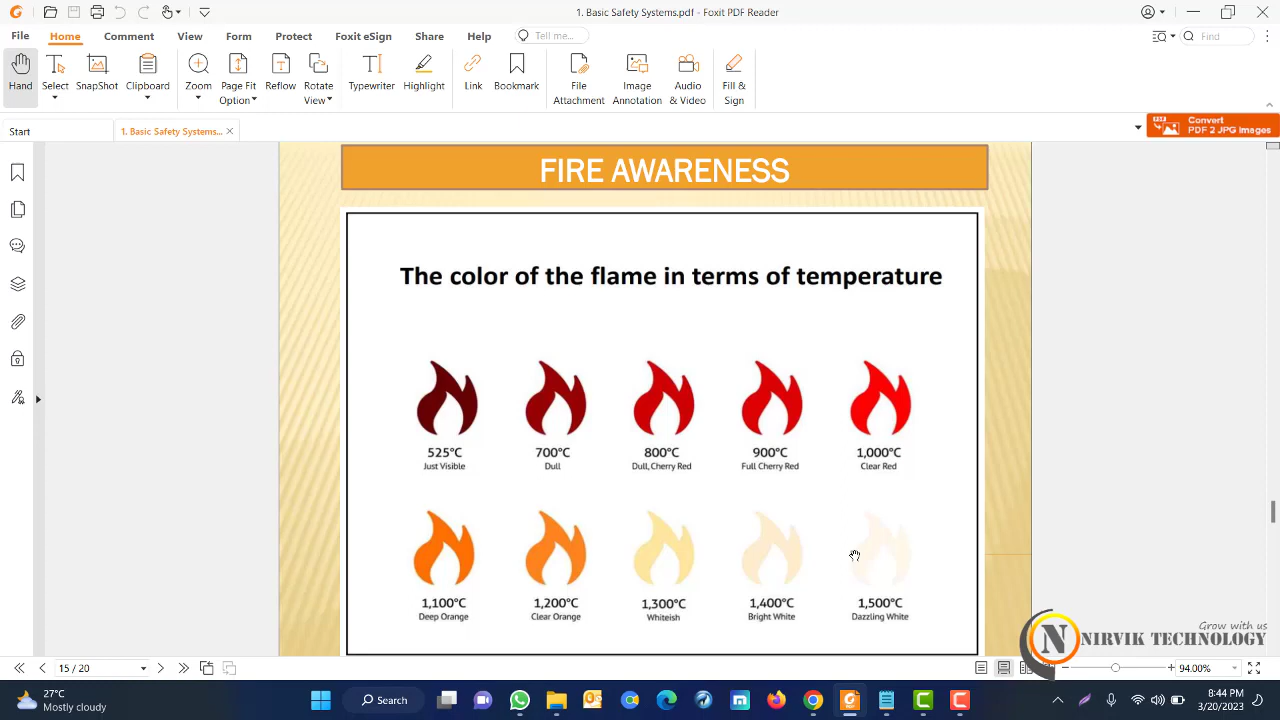 1. Basic Safety Systems.pdf - Foxit PDF Reader
File Home Comment View Form Protect Foxit eSign Share Help Tell me... Find
Hand Select SnapShot Clipboard Zoom Page Fit Option Reflow Rotate View Typewriter Highlight Link Bookmark File Attachment Image Annotation Audio & Video Fill & Sign
Start 1. Basic Safety Systems...
Convert
PDF 2 JPG Images
FIRE AWARENESS
The color of the flame in terms of temperature
525°C 700°C 800°C 900°C 1,000°C
Just Visible Dull Dull, Cherry Red Full Cherry Red Clear Red
1,100°C 1,200°C 1,300°C 1,400°C 1,500°C
Deep Orange Clear Orange Whiteish Bright White Dazzling White
Grow with us
N NIRVIK TECHNOLOGY
15 / 20 94.00%
27°C
Mostly cloudy
Search
8:44 PM
3/20/2023